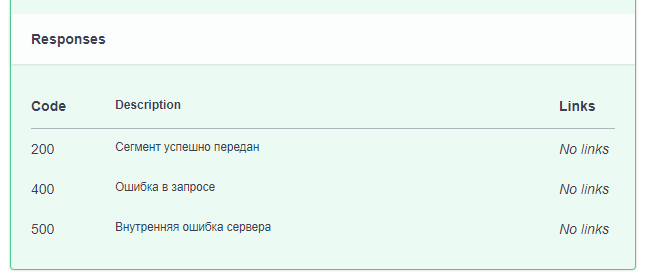 Responses
Code Description Links
200 Сегмент успешно передан No links
400 Ошибка в запросе No links
500 Внутренняя ошибка сервера No links